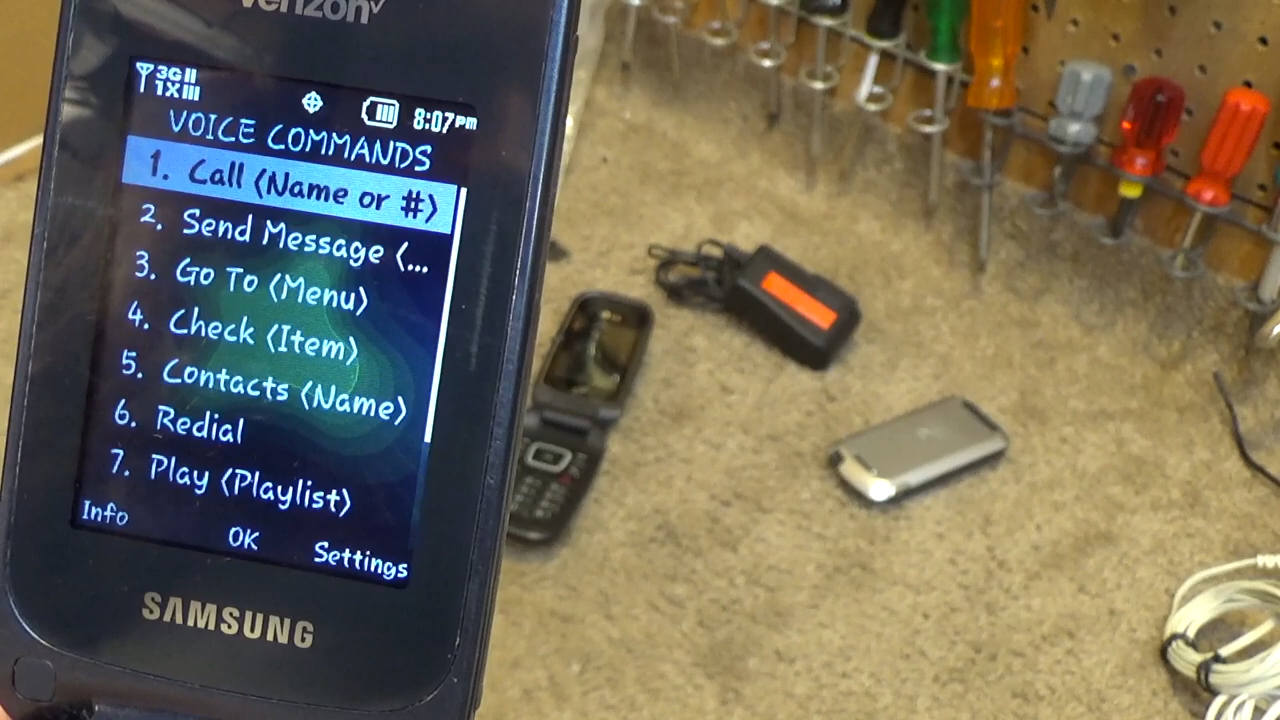 verizon
3G
1X
8:07PM
VOICE COMMANDS
1. Call <Name or #>
2. Send Message <...
3. Go To <Menu>
4. Check <Item>
5. Contacts <Name>
6. Redial
7. Play <Playlist>
Info OK Settings
SAMSUNG